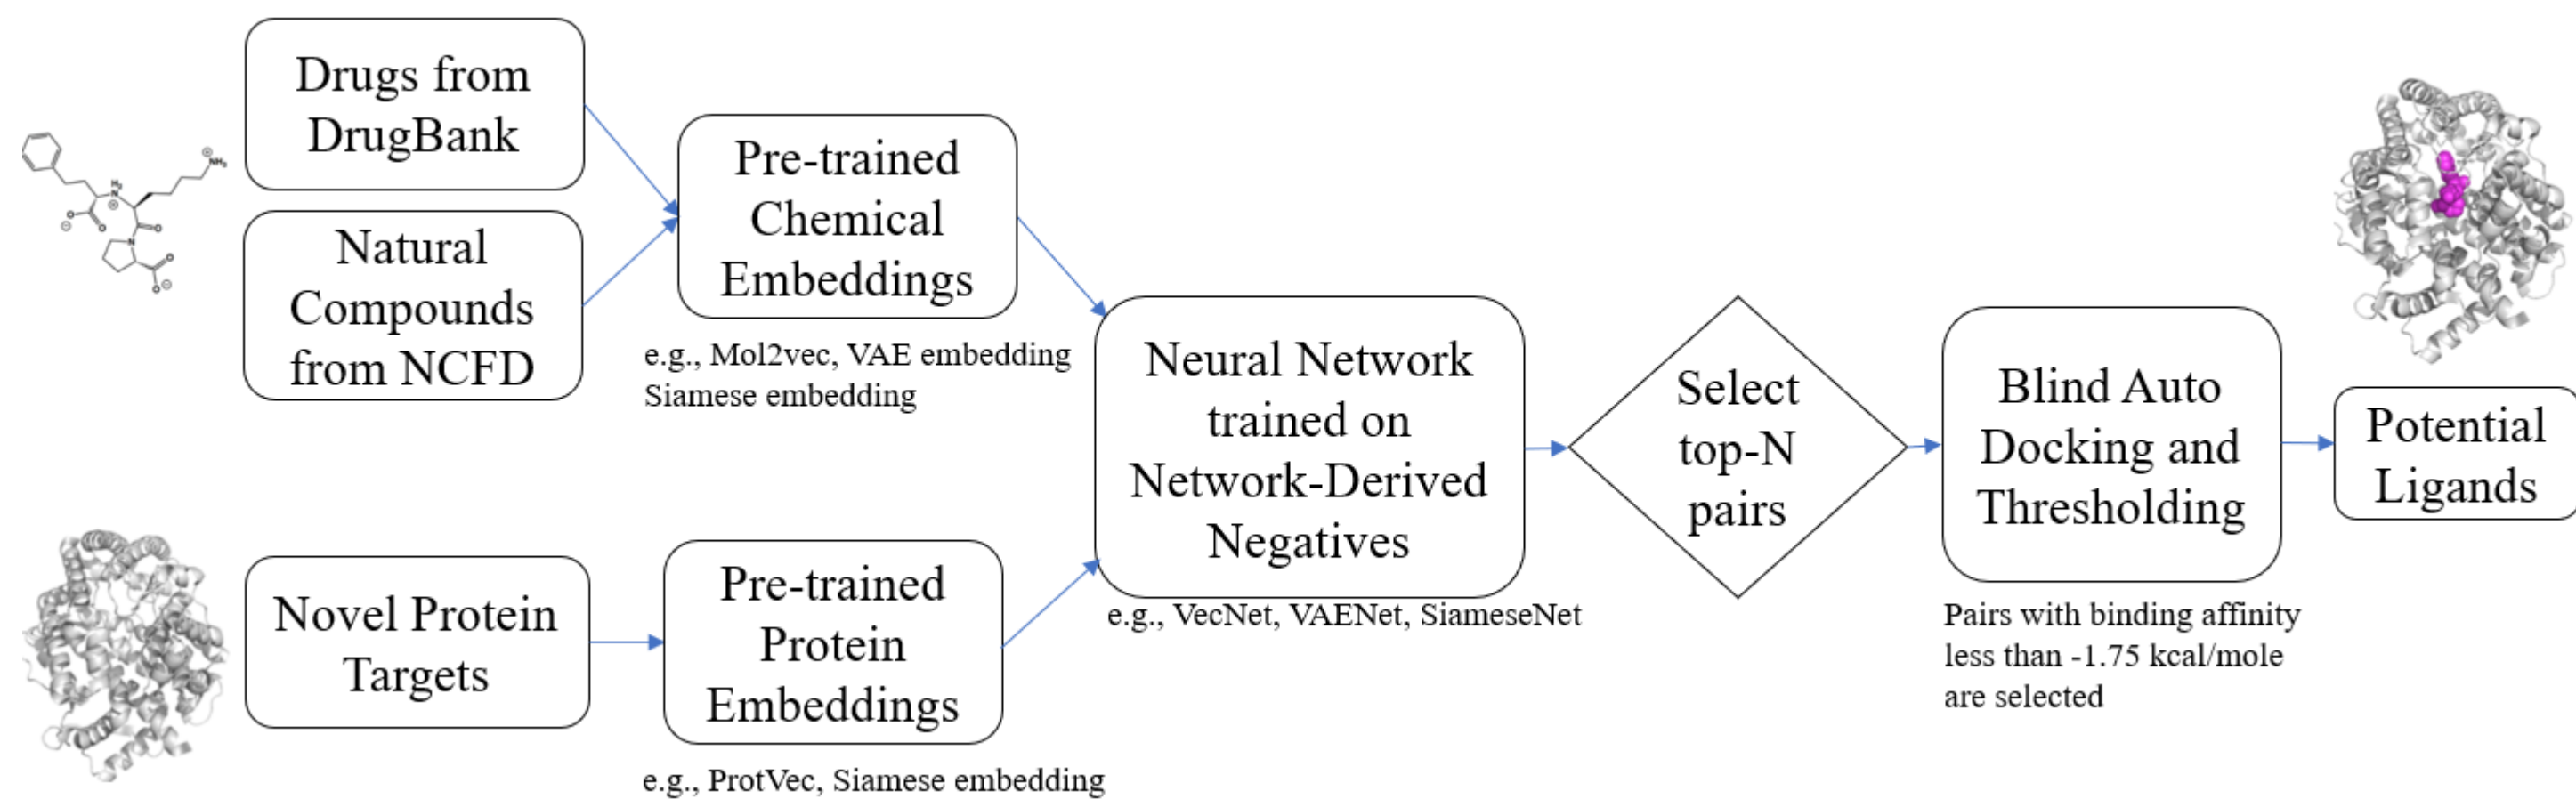 Drugs from
DrugBank
Natural
Compounds
from NCFD
NH₃
H₂
N
O
O
O
N
O
O
Pre-trained
Chemical
Embeddings
e.g., Mol2vec, VAE embedding
Siamese embedding
Novel Protein
Targets
Pre-trained
Protein
Embeddings
e.g., ProtVec, Siamese embedding
Neural Network
trained on
Network-Derived
Negatives
e.g., VecNet, VAENet, SiameseNet
Select
top-N
pairs
Blind Auto
Docking and
Thresholding
Pairs with binding affinity
less than -1.75 kcal/mole
are selected
Potential
Ligands